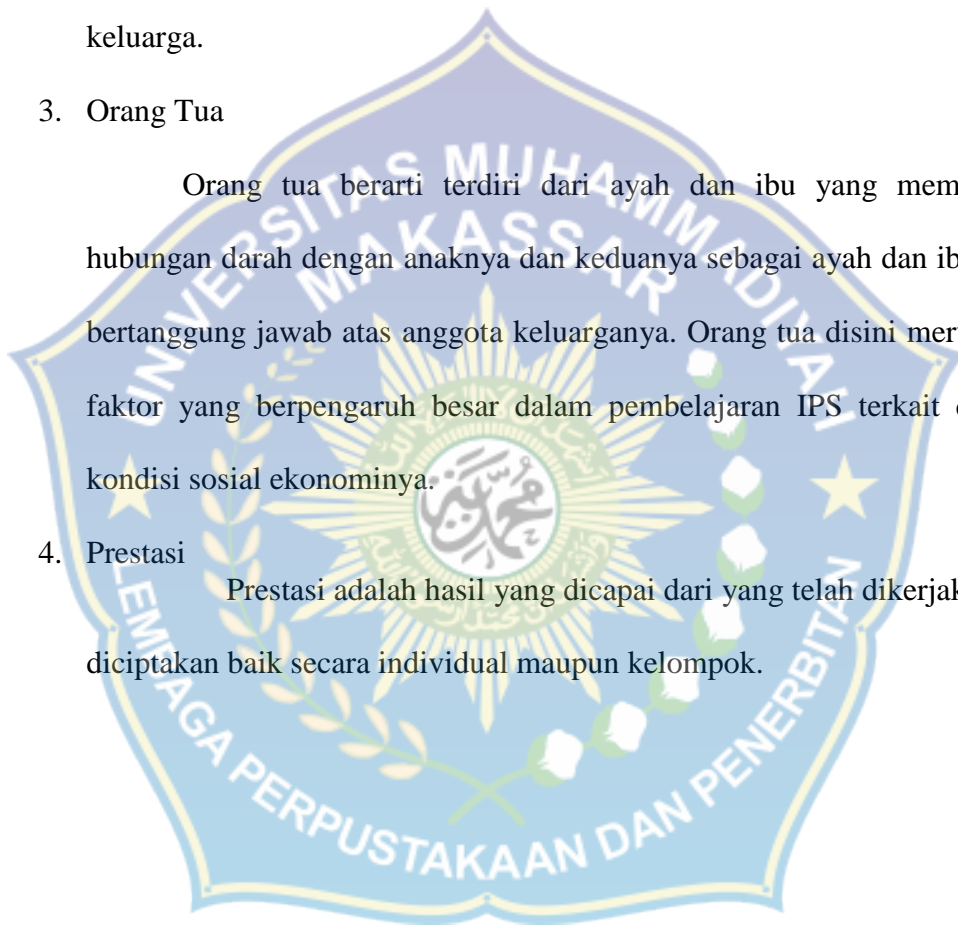 keluarga.
3. Orang Tua
Orang tua berarti terdiri dari ayah dan ibu yang mem
hubungan darah dengan anaknya dan keduanya sebagai ayah dan ib
bertanggung jawab atas anggota keluarganya. Orang tua disini mer
faktor yang berpengaruh besar dalam pembelajaran IPS terkait
kondisi sosial ekonominya.
4. Prestasi
Prestasi adalah hasil yang dicapai dari yang telah dikerjak
diciptakan baik secara individual maupun kelompok.
UNIVERSITAS MUHAMMADIYAH
MAKASSAR
LEMBAGA PERPUSTAKAAN DAN PENERBITAN